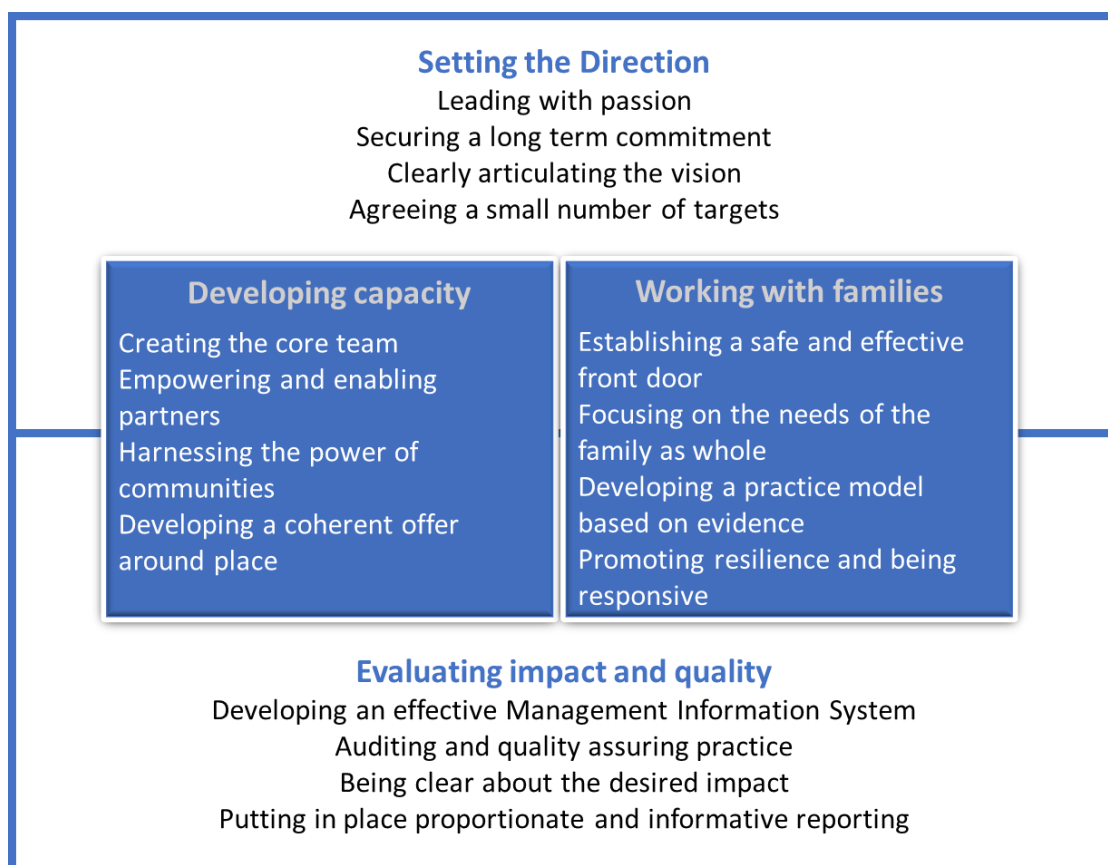 Setting the Direction
Leading with passion
Securing a long term commitment
Clearly articulating the vision
Agreeing a small number of targets
Developing capacity
Creating the core team
Empowering and enabling
partners
Harnessing the power of
communities
Developing a coherent offer
around place
Working with families
Establishing a safe and effective
front door
Focusing on the needs of the
family as whole
Developing a practice model
based on evidence
Promoting resilience and being
responsive
Evaluating impact and quality
Developing an effective Management Information System
Auditing and quality assuring practice
Being clear about the desired impact
Putting in place proportionate and informative reporting